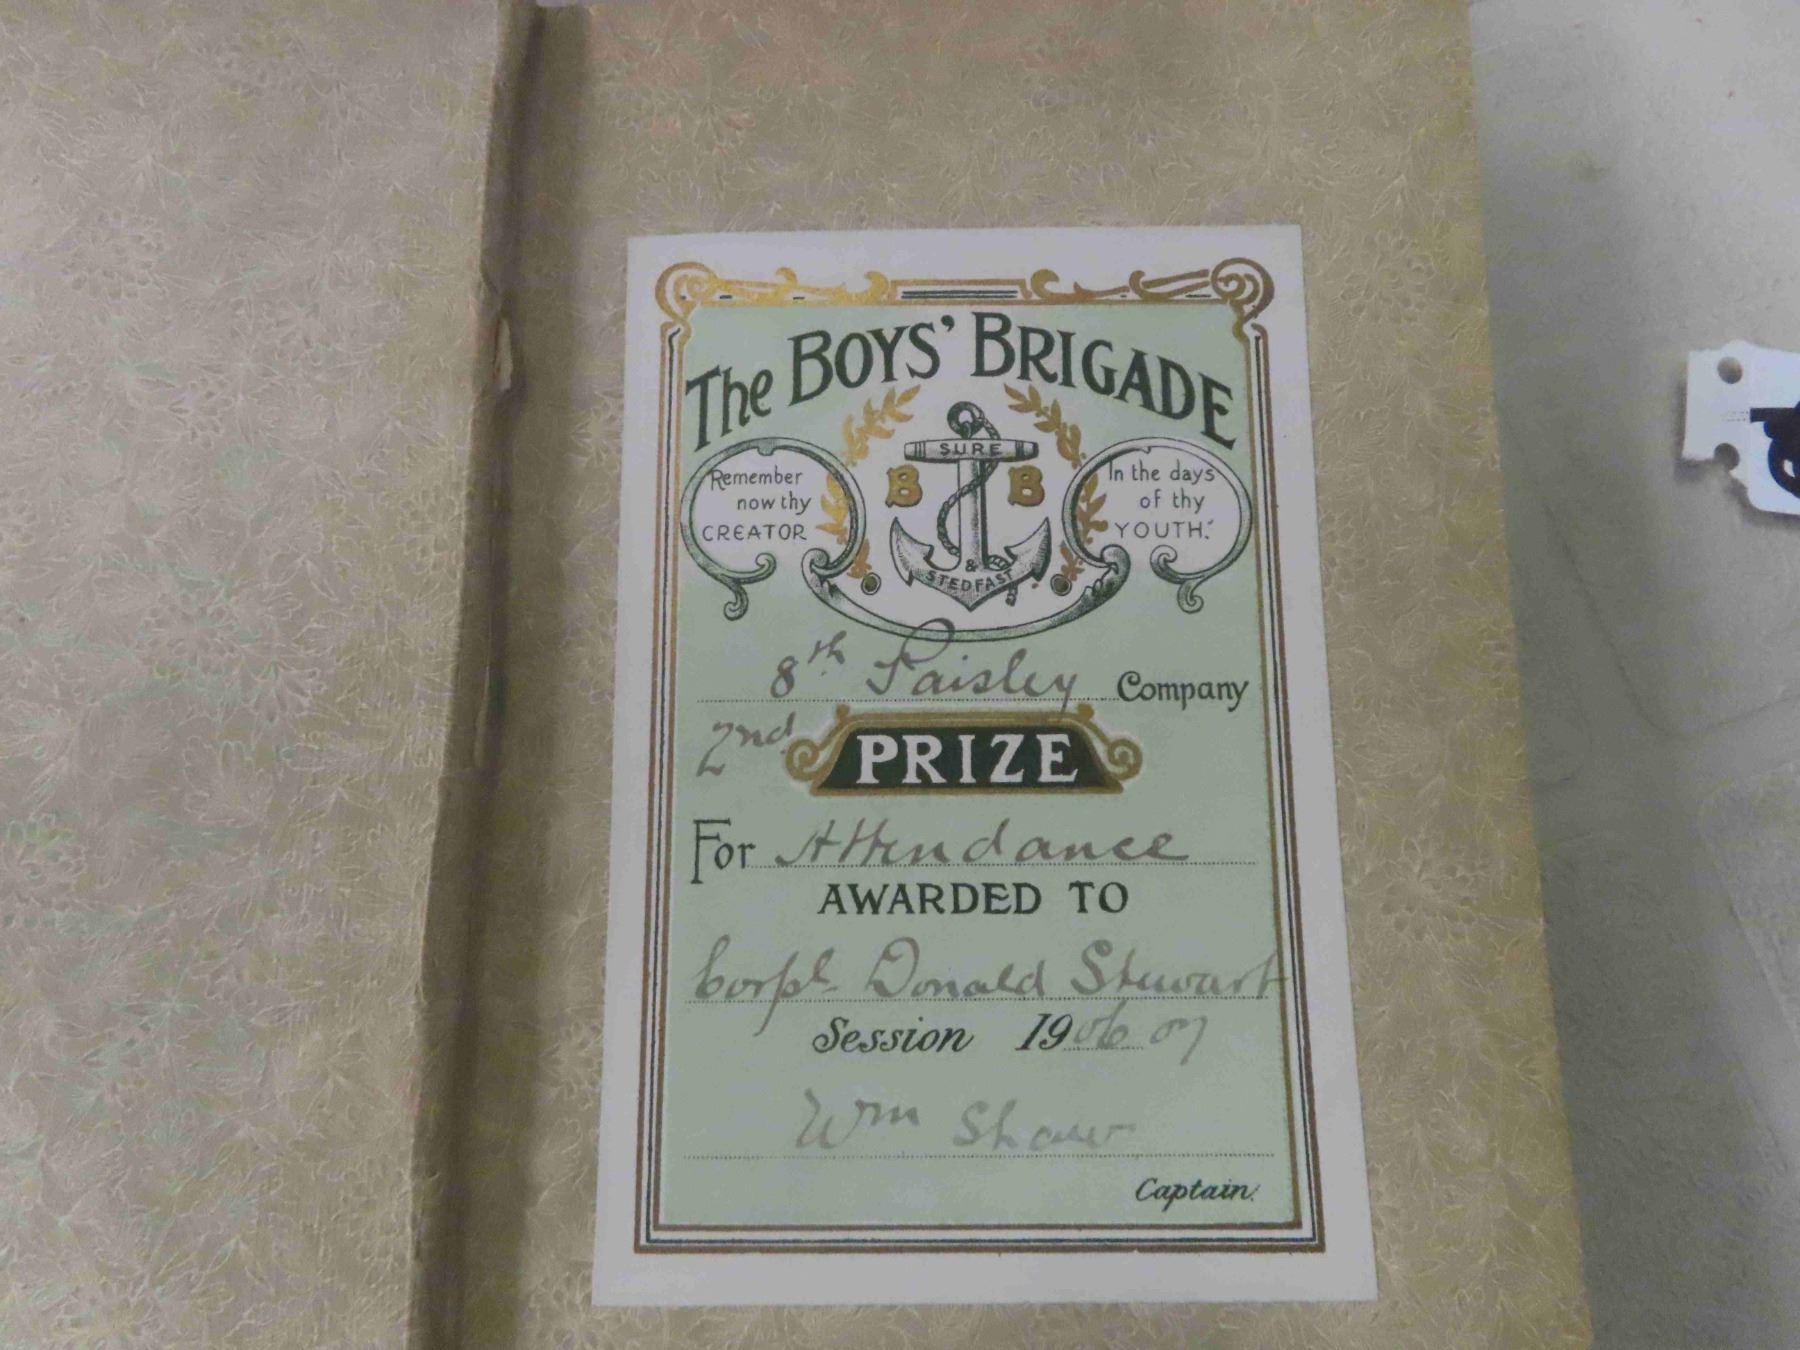 The BOYS' BRIGADE
Remember
now thy
CREATOR
SURE
B B
& STEDFAST
In the days
of thy
YOUTH."
8th Paisley Company
2nd PRIZE
For Attendance
AWARDED TO
Corpl Donald Stewart
Session 1906 07
Wm Shaw
Captain.